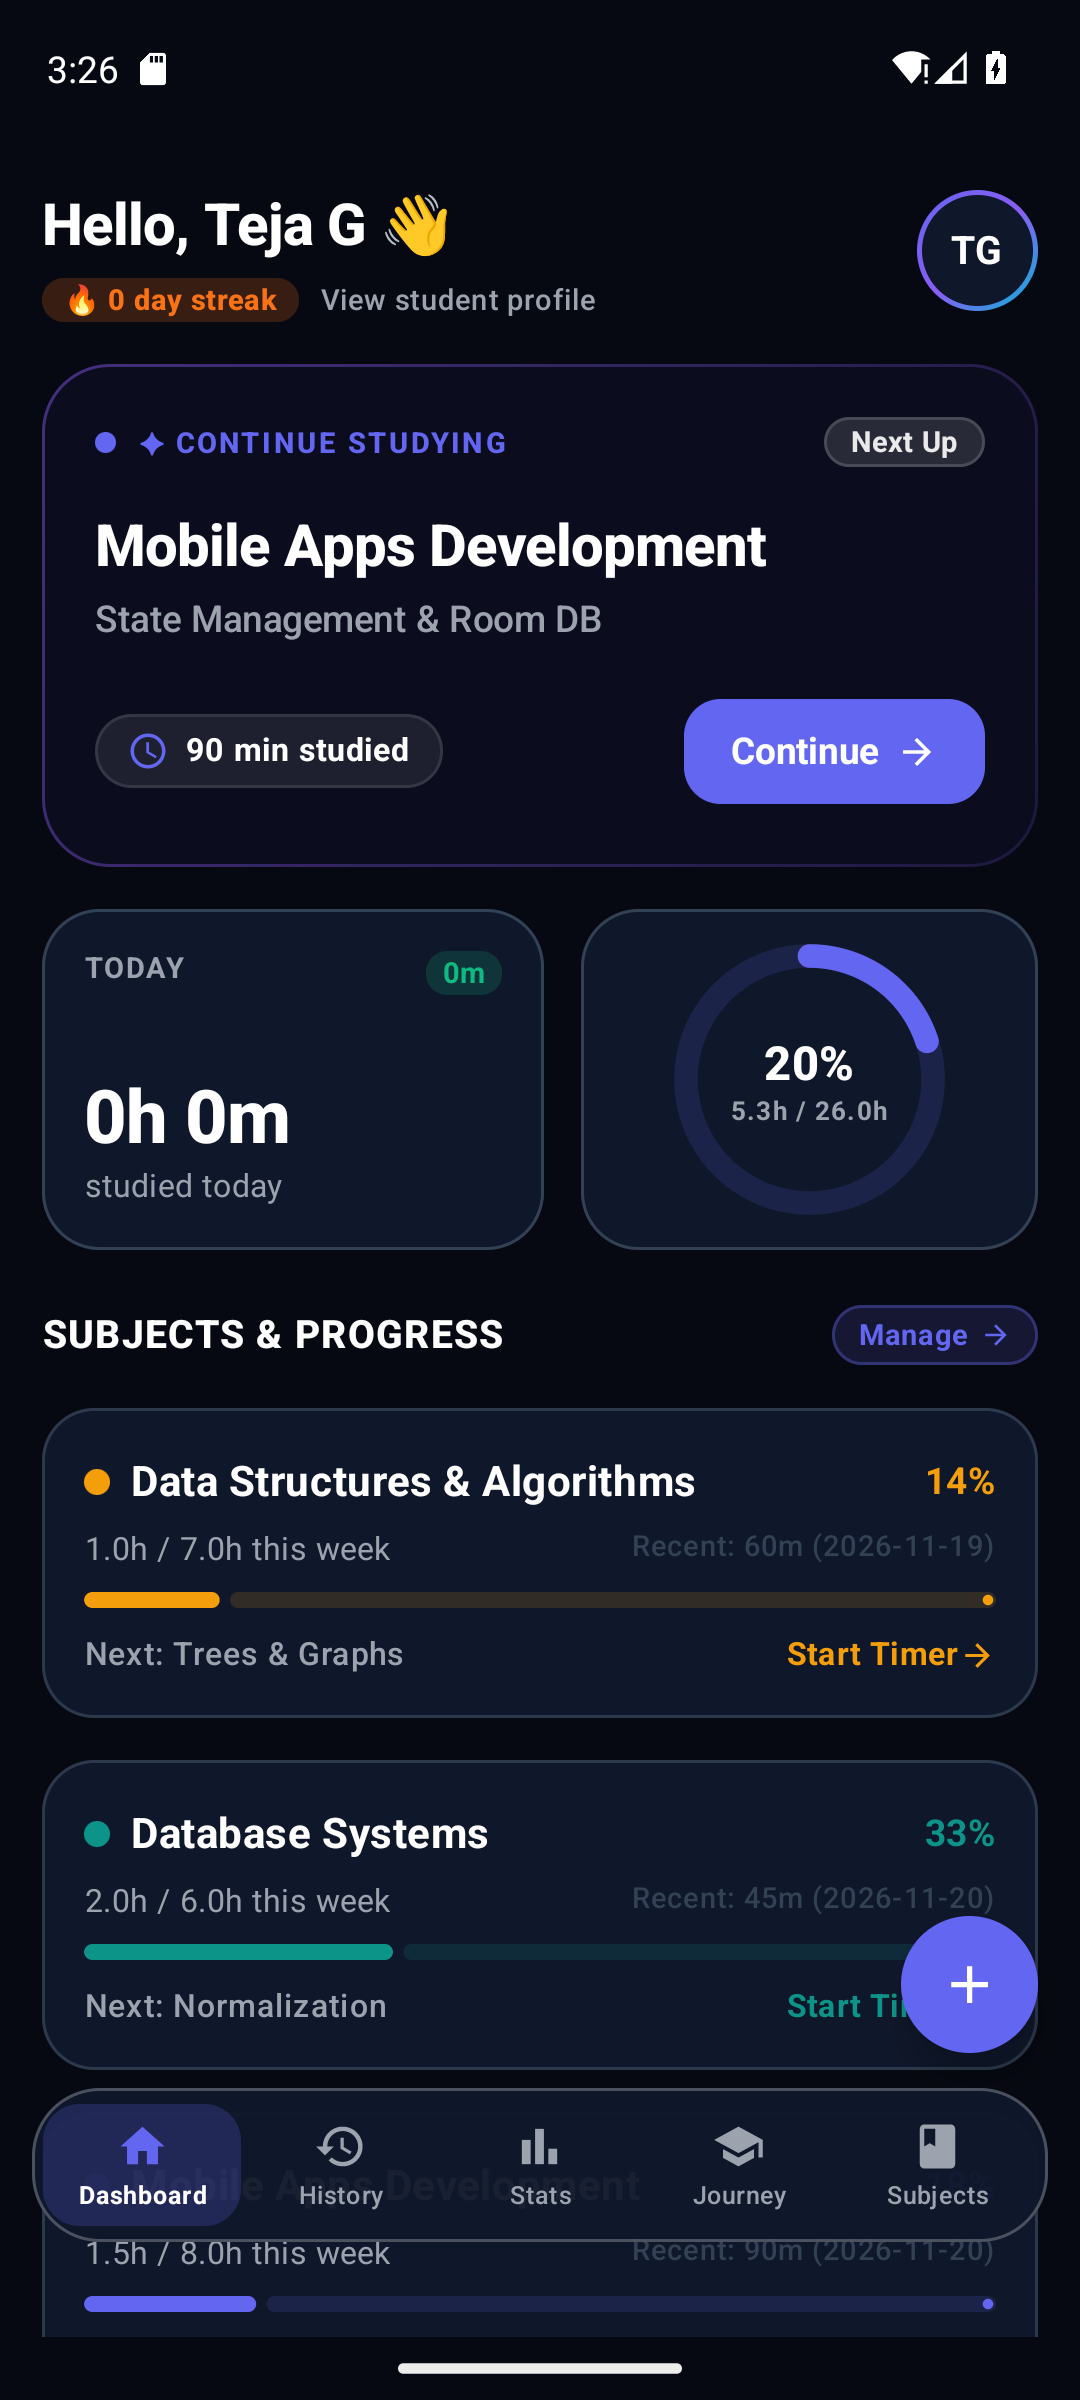 3:26
Hello, Teja G 👋
TG
🔥 0 day streak
View student profile
✦ CONTINUE STUDYING
Next Up
Mobile Apps Development
State Management & Room DB
90 min studied
Continue →
TODAY
0m
0h 0m
studied today
20%
5.3h / 26.0h
SUBJECTS & PROGRESS
Manage →
Data Structures & Algorithms
14%
1.0h / 7.0h this week
Recent: 60m (2026-11-19)
Next: Trees & Graphs
Start Timer →
Database Systems
33%
2.0h / 6.0h this week
Recent: 45m (2026-11-20)
Next: Normalization
Start
+
Mobile Apps Development
Dashboard
History
Stats
Journey
Subjects
1.5h / 8.0h this week
Recent: 90m (2026-11-20)